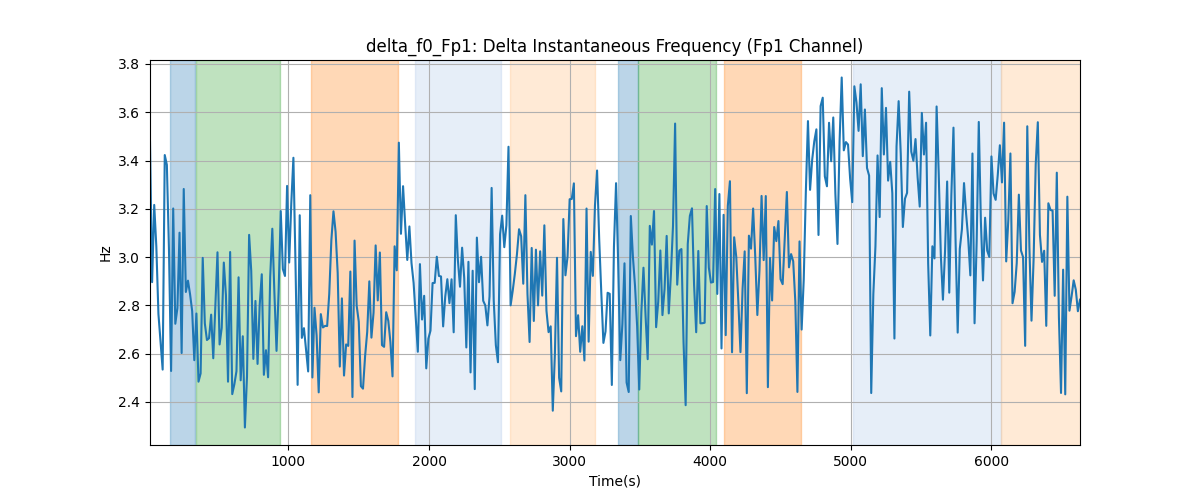 delta_f0_Fp1: Delta Instantaneous Frequency (Fp1 Channel)
Hz
3.8
3.6
3.4
3.2
3.0
2.8
2.6
2.4
1000 2000 3000 4000 5000 6000
Time(s)